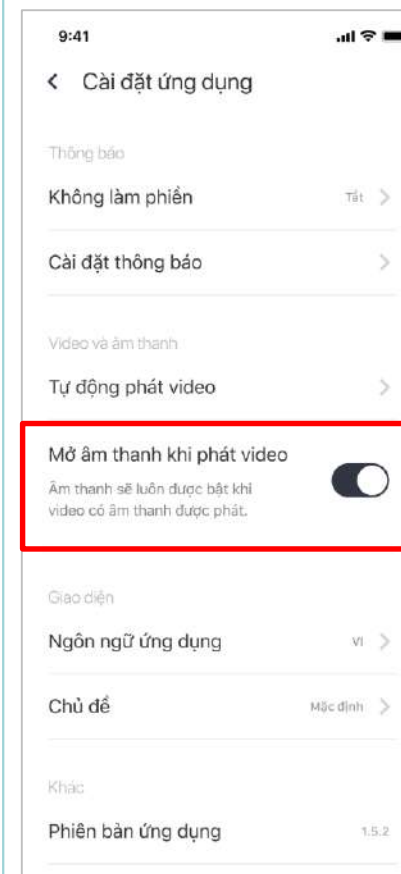 9:41
Cài đặt ứng dụng
Thông báo
Không làm phiền
Tắt
Cài đặt thông báo
Video và âm thanh
Tự động phát video
Mở âm thanh khi phát video
Âm thanh sẽ luôn được bật khi
video có âm thanh được phát.
Giao diện
Ngôn ngữ ứng dụng
VI
Chủ đề
Mặc định
Khác
Phiên bản ứng dụng
1.5.2